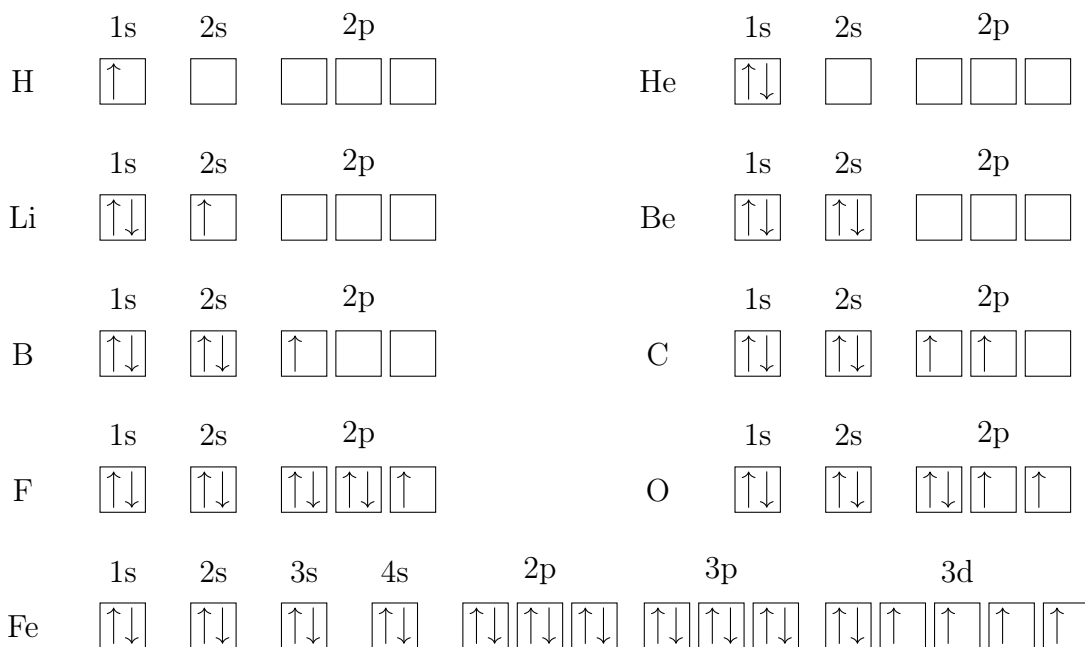 1s 2s 2p 1s 2s 2p
H ↑ He ↑↓
1s 2s 2p 1s 2s 2p
Li ↑↓ ↑ Be ↑↓ ↑↓
1s 2s 2p 1s 2s 2p
B ↑↓ ↑↓ ↑ C ↑↓ ↑↓ ↑ ↑
1s 2s 2p 1s 2s 2p
F ↑↓ ↑↓ ↑↓ ↑↓ ↑ O ↑↓ ↑↓ ↑↓ ↑ ↑
1s 2s 3s 4s 2p 3p 3d
Fe ↑↓ ↑↓ ↑↓ ↑↓ ↑↓ ↑↓ ↑↓ ↑↓ ↑↓ ↑↓ ↑↓ ↑ ↑ ↑ ↑